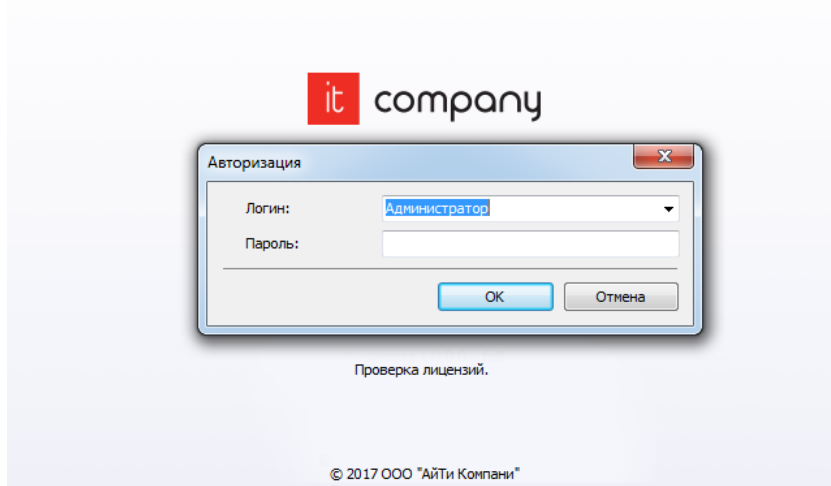 it company
Авторизация
Логин: Администратор
Пароль:
OK Отмена
Проверка лицензий.
© 2017 ООО "АйТи Компани"